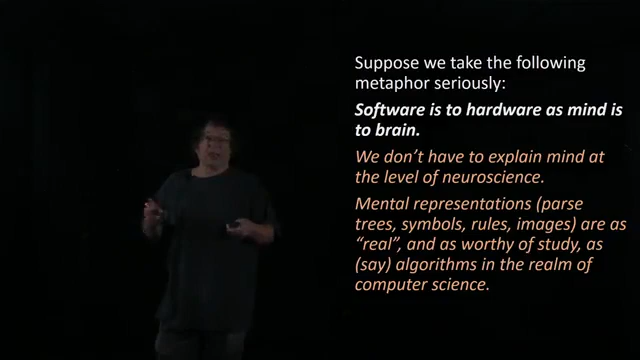 Suppose we take the following
metaphor seriously:
Software is to hardware as mind is
to brain.
We don't have to explain mind at
the level of neuroscience.
Mental representations (parse
trees, symbols, rules, images) are as
“real”, and as worthy of study, as
(say) algorithms in the realm of
computer science.